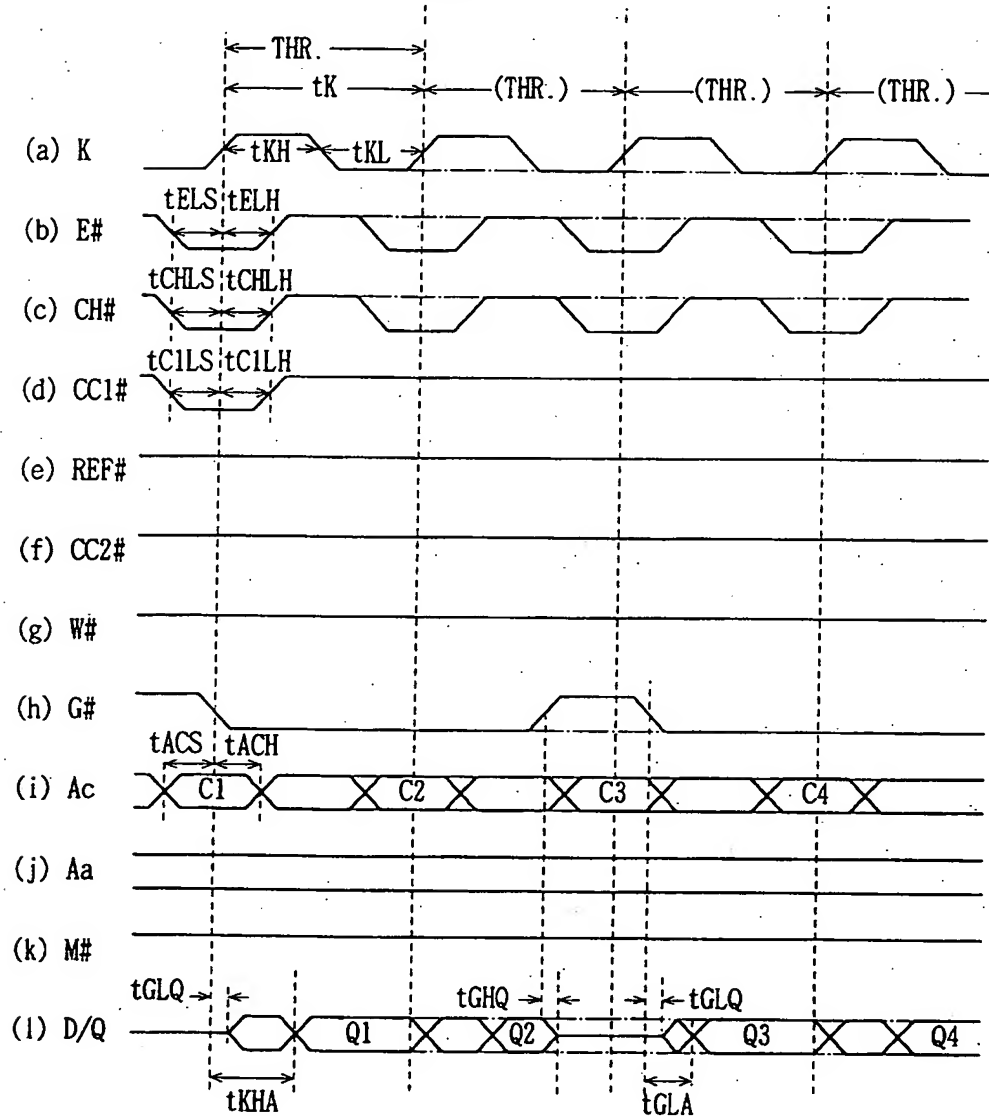 THR.
tK (THR.) (THR.) (THR.)
(a) K tKH tKL
tELS tELH
(b) E#
tCHLS tCHLH
(c) CH#
tC1LS tC1LH
(d) CC1#
(e) REF#
(f) CC2#
(g) W#
(h) G#
tACS tACH
(i) Ac C1 C2 C3 C4
(j) Aa
(k) M#
tGLQ tGHQ tGLQ
(l) D/Q Q1 Q2 Q3 Q4
tKHA tGLA